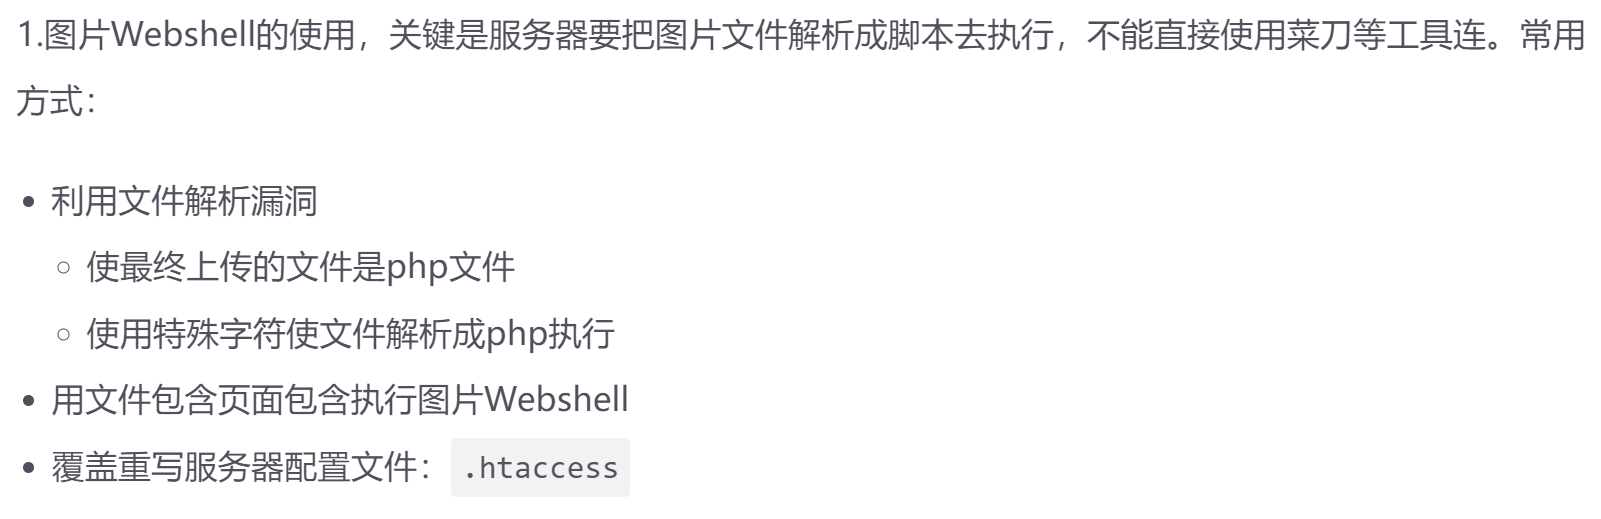 1.图片Webshell的使用，关键是服务器要把图片文件解析成脚本去执行，不能直接使用菜刀等工具连。常用
方式：
• 利用文件解析漏洞
◦ 使最终上传的文件是php文件
◦ 使用特殊字符使文件解析成php执行
• 用文件包含页面包含执行图片Webshell
• 覆盖重写服务器配置文件： .htaccess